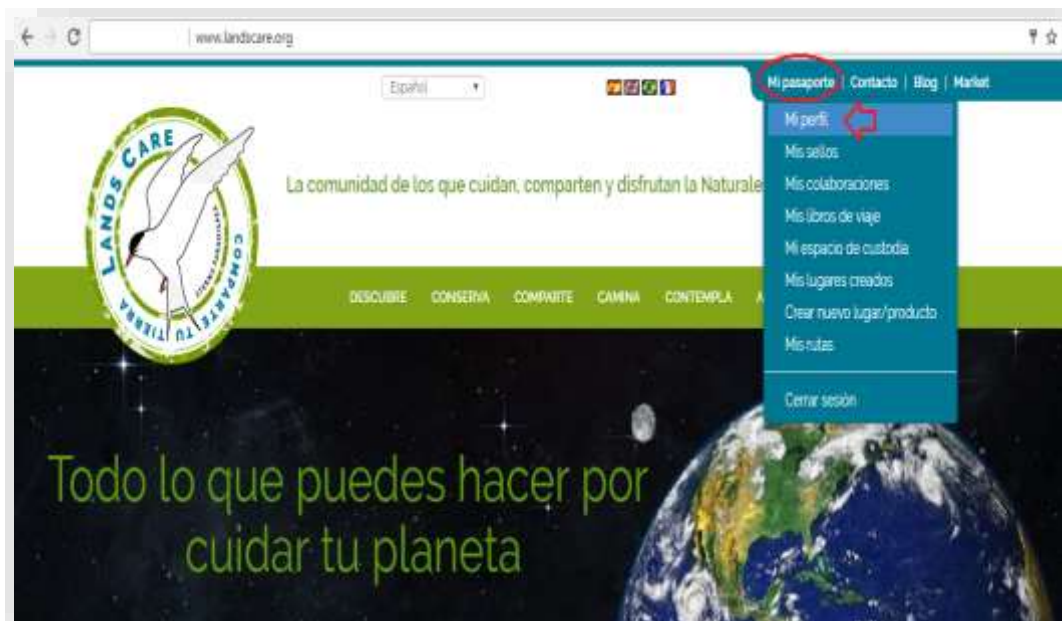 www.landscare.org
Español
Mi pasaporte | Contacto | Blog | Market
Mi perfil
Mis sellos
Mis colaboraciones
Mis libros de viaje
Mi espacio de custodia
Mis lugares creados
Crear nuevo lugar/producto
Mis rutas
Cerrar sesión
LANDS CARE
COMPARTE TU TIERRA
La comunidad de los que cuidan, comparten y disfrutan la Naturale
DESCUBRE CONSERVA COMPARTE CAMINA CONTEMPLA A
Todo lo que puedes hacer por
cuidar tu planeta